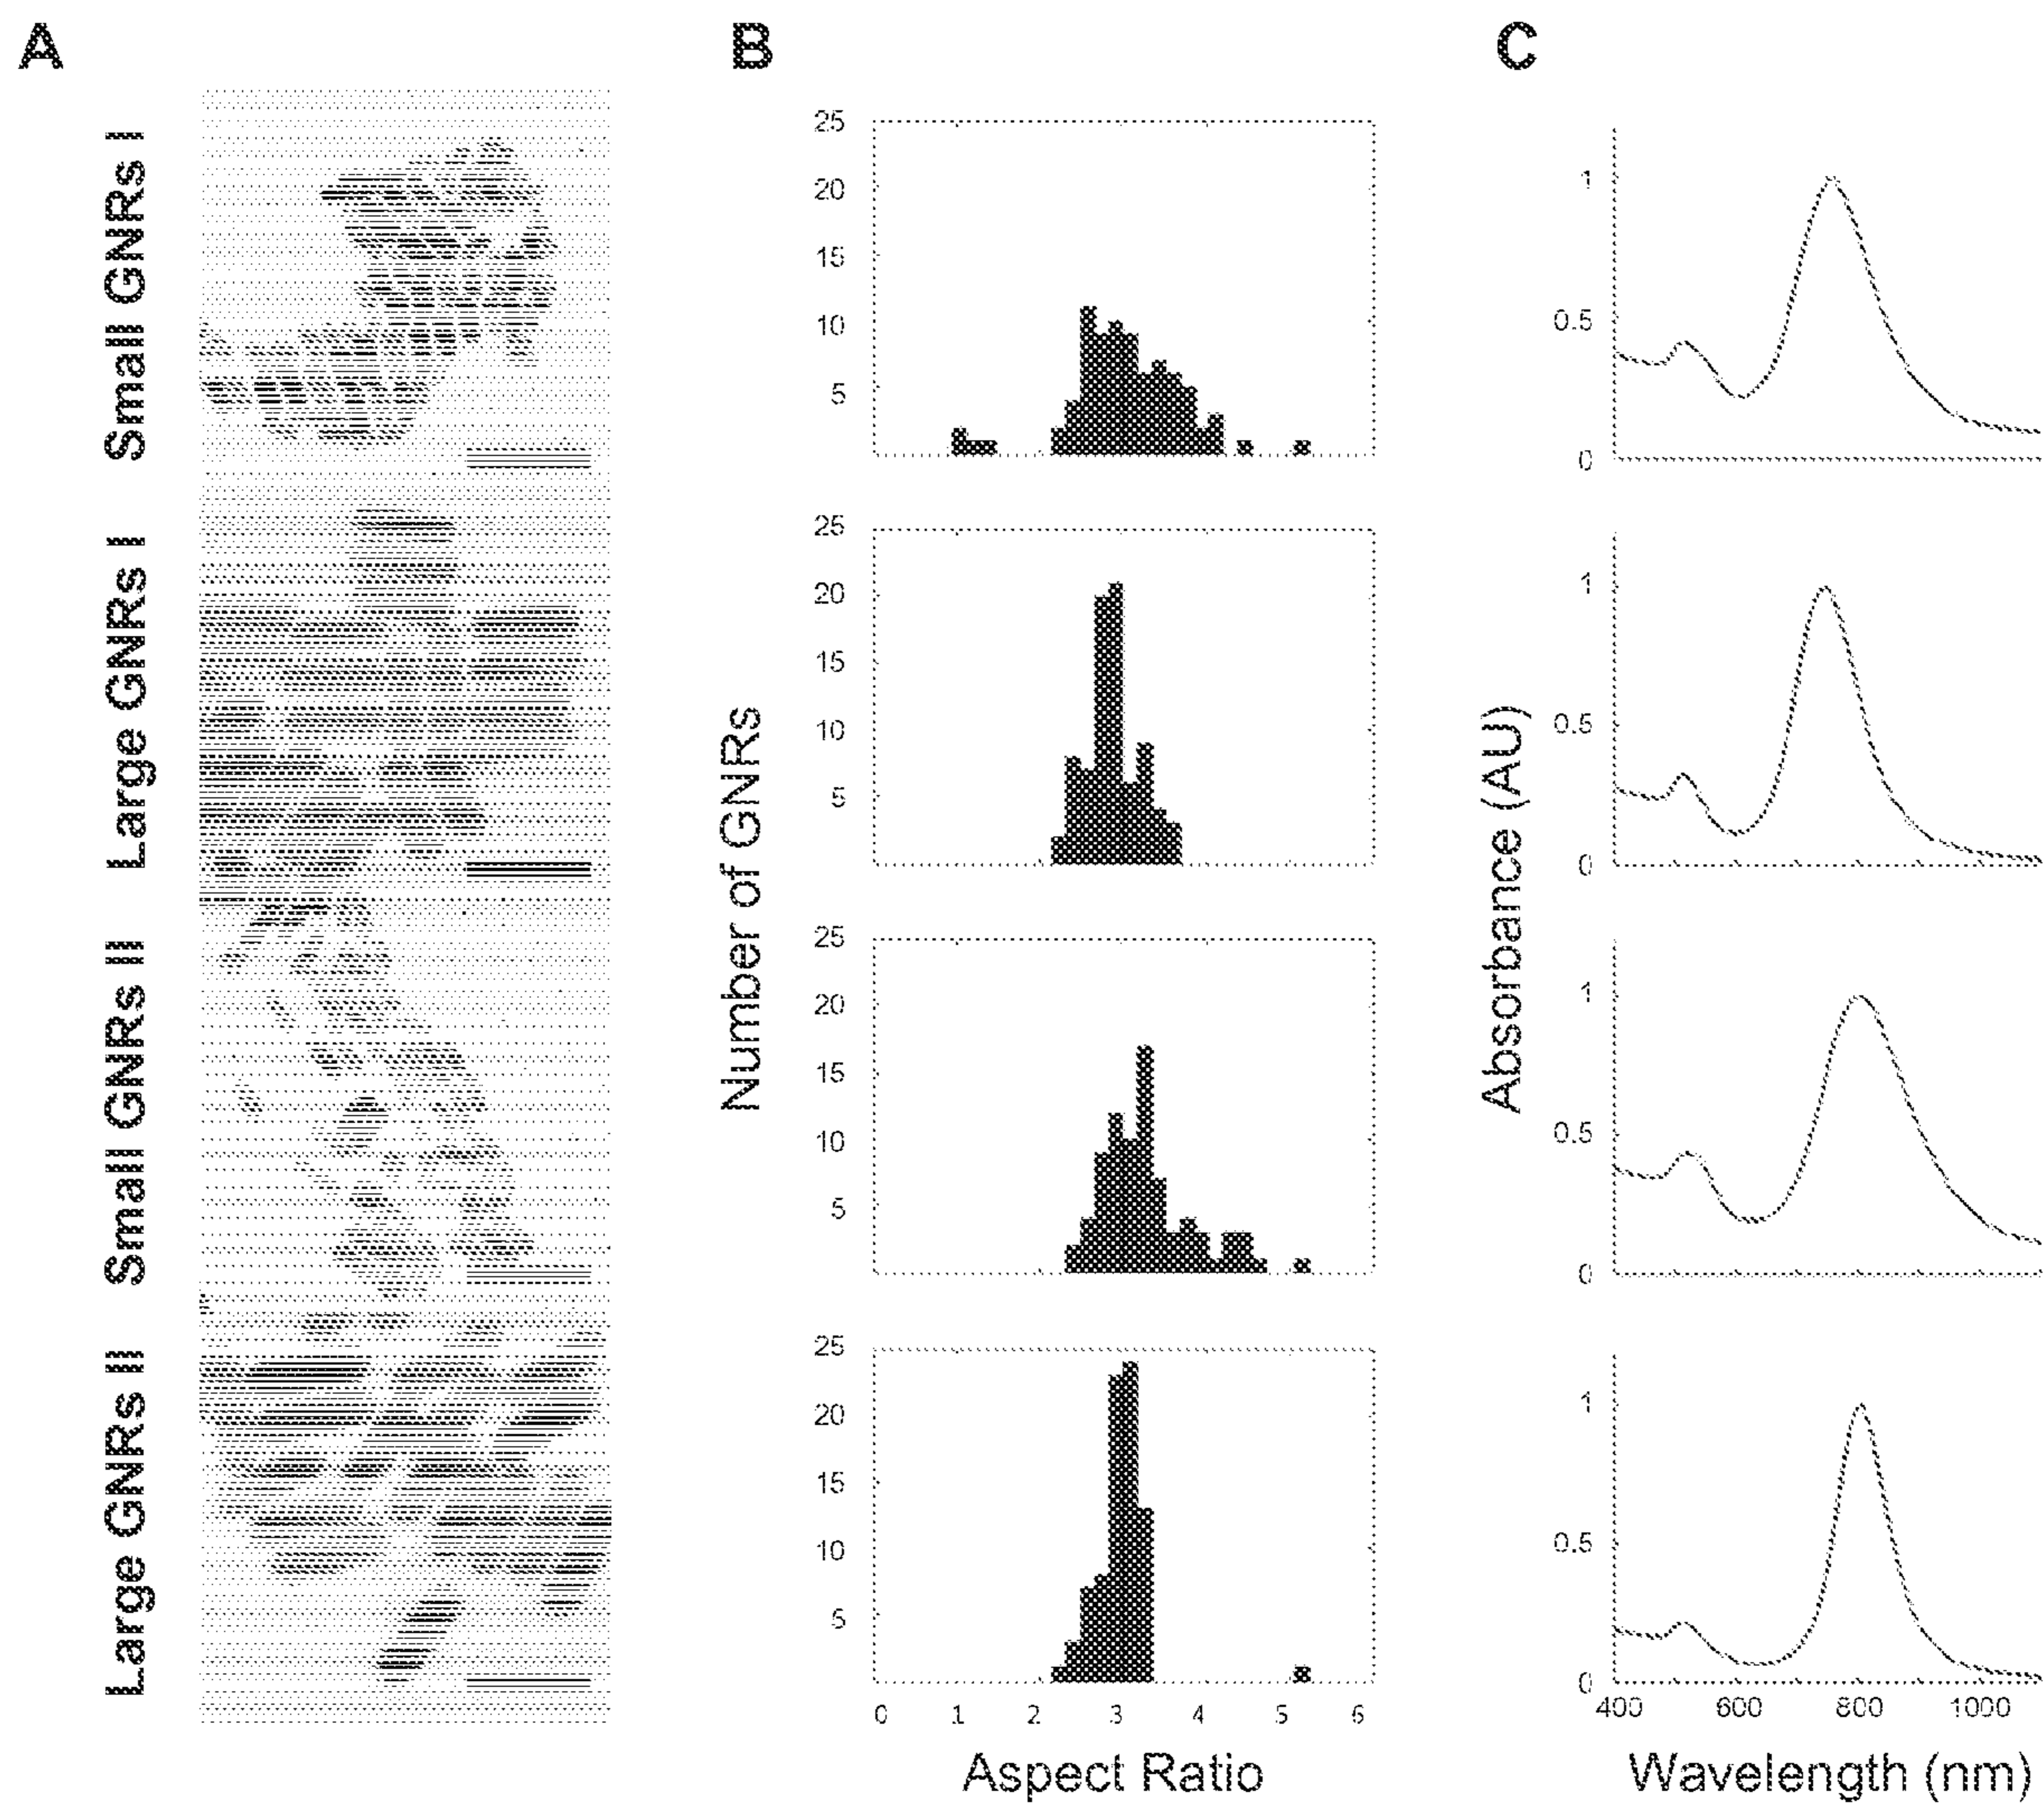 A
B
C
Small GNRs I
Large GNRs I
Small GNRs II
Large GNRs II
Number of GNRs
25
20
15
10
5
25
20
15
10
5
25
20
15
10
5
25
20
15
10
5
0 1 2 3 4 5 6
Aspect Ratio
Absorbance (AU)
1
0.5
0
1
0.5
0
1
0.5
0
1
0.5
0
400 600 800 1000
Wavelength (nm)